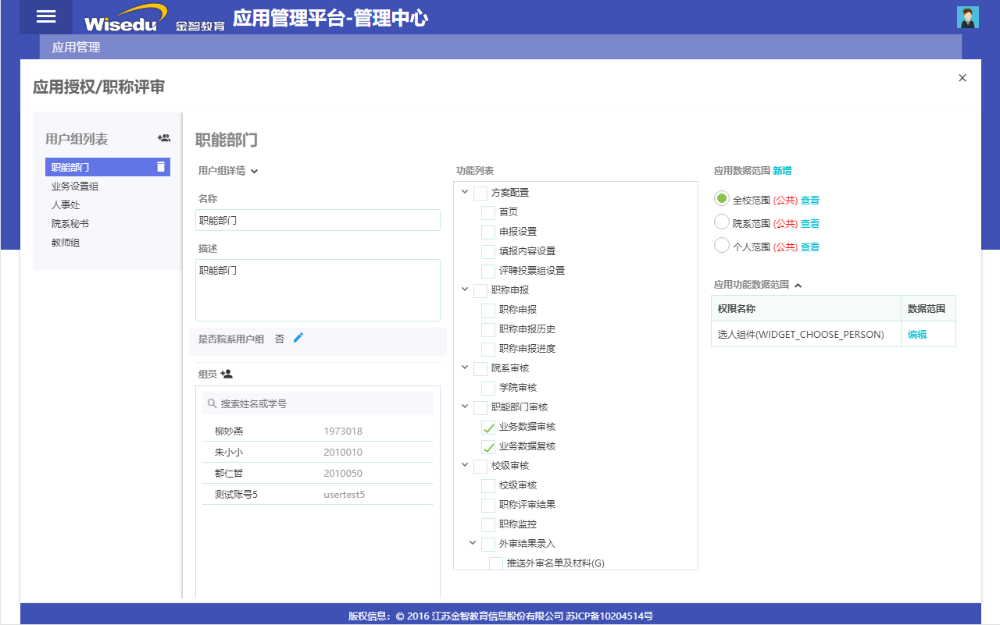 Wisedu 金智教育 应用管理平台-管理中心
应用管理
应用授权/职称评审
用户组列表
职能部门
业务设置组
人事处
院系秘书
教师组
职能部门
用户组详情
名称
职能部门
描述
职能部门
是否院系用户组 否
组员
搜索姓名或学号
柳妙燕 1973018
朱小小 2010010
都仁哲 2010050
测试账号5 usertest5
功能列表
方案配置
首页
申报设置
填报内容设置
评聘投票组设置
职称申报
职称申报
职称申报历史
职称申报进度
院系审核
学院审核
职能部门审核
业务数据审核
业务数据复核
校级审核
校级审核
职称评审结果
职称监控
外审结果录入
推送外审名单及材料(G)
应用数据范围 新增
全校范围 (公共) 查看
院系范围 (公共) 查看
个人范围 (公共) 查看
应用功能数据范围
权限名称 数据范围
选人组件(WIDGET_CHOOSE_PERSON) 编辑
版权信息：© 2016 江苏金智教育信息股份有限公司 苏ICP备10204514号